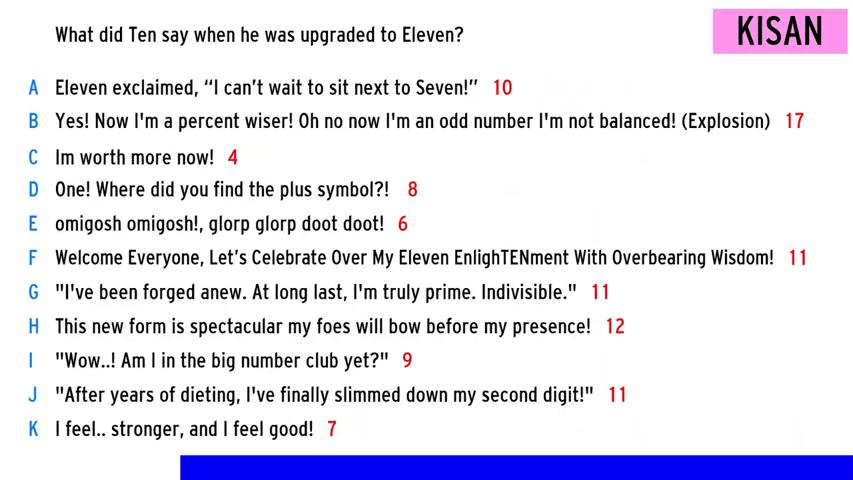 What did Ten say when he was upgraded to Eleven?
KISAN
A Eleven exclaimed, “I can’t wait to sit next to Seven!” 10
B Yes! Now I'm a percent wiser! Oh no now I'm an odd number I'm not balanced! (Explosion) 17
C Im worth more now! 4
D One! Where did you find the plus symbol?! 8
E omigosh omigosh!, glorp glorp doot doot! 6
F Welcome Everyone, Let’s Celebrate Over My Eleven EnlighTENment With Overbearing Wisdom! 11
G "I've been forged anew. At long last, I'm truly prime. Indivisible." 11
H This new form is spectacular my foes will bow before my presence! 12
I "Wow..! Am I in the big number club yet?" 9
J "After years of dieting, I've finally slimmed down my second digit!" 11
K I feel.. stronger, and I feel good! 7